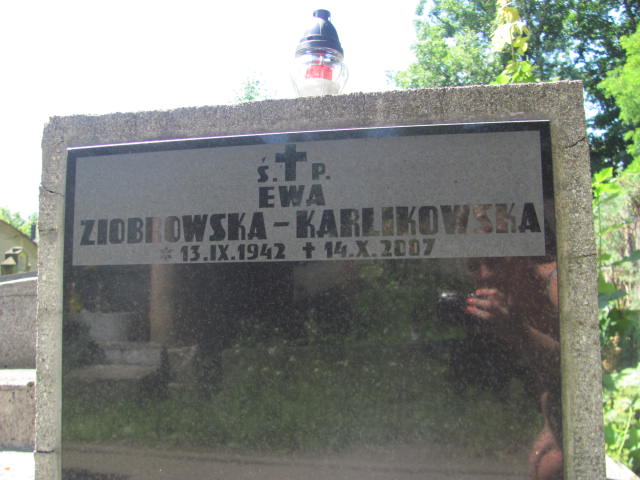 Ś. ✝ P.
EWA
ZIOBROWSKA-KARLIKOWSKA
* 13.IX.1942 ✝ 14.X.2007